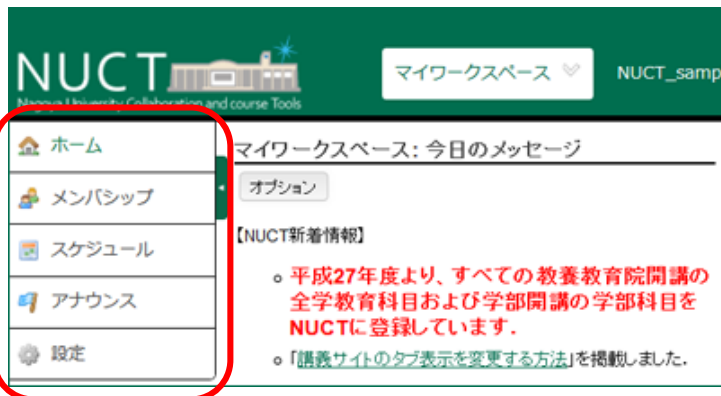 NUCT
Nagoya University Collaboration and course Tools
マイワークスペース
NUCT_samp
ホーム
メンバシップ
スケジュール
アナウンス
設定
マイワークスペース: 今日のメッセージ
オプション
【NUCT新着情報】
平成27年度より、すべての教養教育院開講の
全学教育科目および学部開講の学部科目を
NUCTに登録しています.
「講義サイトのタブ表示を変更する方法」を掲載しました.